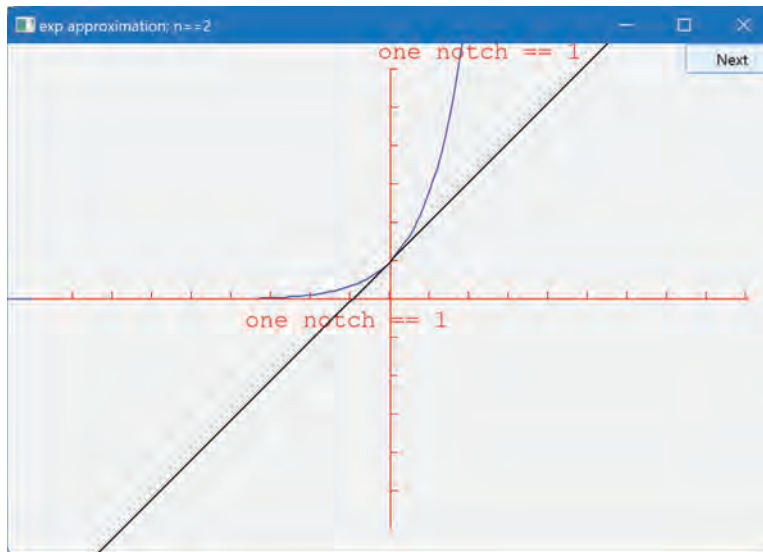 exp approximation; n==2
one notch == 1
Next
one notch == 1